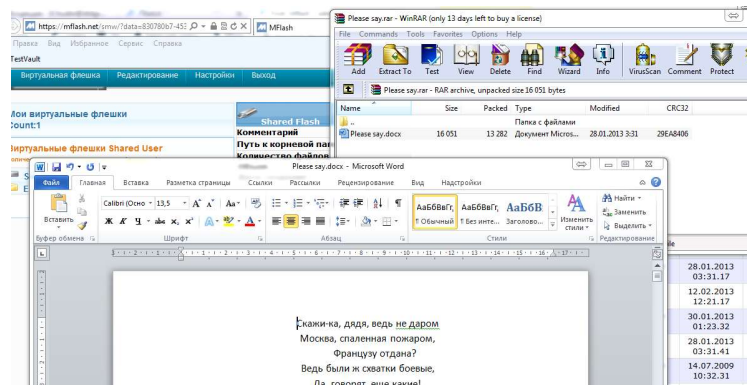 https://mflash.net/smw/?data=830780b7-453
MFlash
Правка Вид Избранное Сервис Справка
TestVault
Виртуальная флешка Редактирование Настройки Выход
Мои виртуальные флешки
Count:1
Виртуальные флешки Shared User
Shared Flash
Комментарий
Путь к корневой пап
Количество файлов
Please say.rar - WinRAR (only 13 days left to buy a license)
File Commands Tools Favorites Options Help
Add Extract To Test View Delete Find Wizard Info VirusScan Comment Protect
Please say.rar - RAR archive, unpacked size 16 051 bytes
Name Size Packed Type Modified CRC32
.. Папка с файлами
Please say.docx 16 051 13 282 Документ Micros... 28.01.2013 3:31 29EA8406
Please say.docx - Microsoft Word
Файл Главная Вставка Разметка страницы Ссылки Рассылки Рецензирование Вид Надстройки
Вставить
Calibri (Осно 13,5
Ж К Ч abc x₂ x²
АаБбВвГг, АаБбВвГг, АаБбВ
¶ Обычный ¶ Без инте... Заголово...
Изменить стили
Найти
Заменить
Выделить
Буфер обмена Шрифт Абзац Стили Редактирование
Скажи-ка, дядя, ведь не даром
Москва, спаленная пожаром,
Французу отдана?
Ведь были ж схватки боевые,
Да, говорят, еще какие!
28.01.2013
03:31.17
12.02.2013
12:21.17
30.01.2013
01:23.32
28.01.2013
03:31.41
14.07.2009
10:32.31